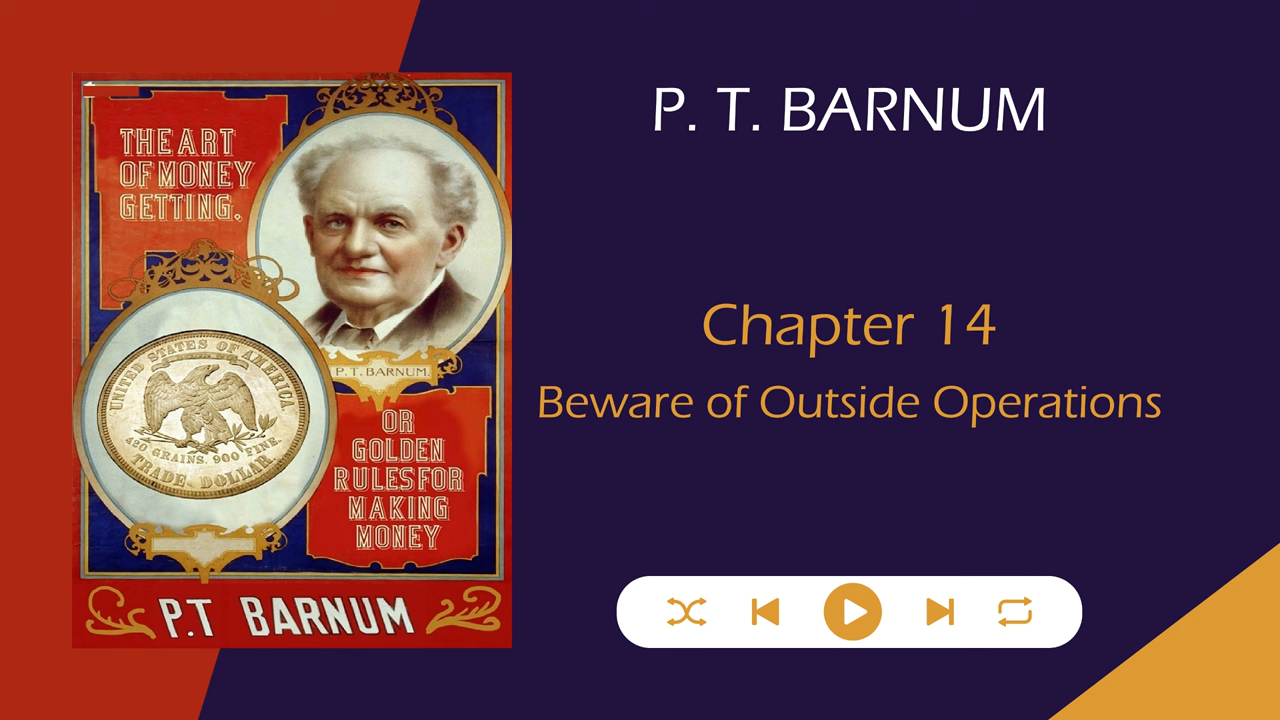 THE ART
OF MONEY
GETTING.
P. T. BARNUM.
UNITED STATES OF AMERICA.
420 GRAINS. 900 FINE.
TRADE DOLLAR.
OR
GOLDEN
RULES FOR
MAKING
MONEY
P.T BARNUM
P. T. BARNUM
Chapter 14
Beware of Outside Operations